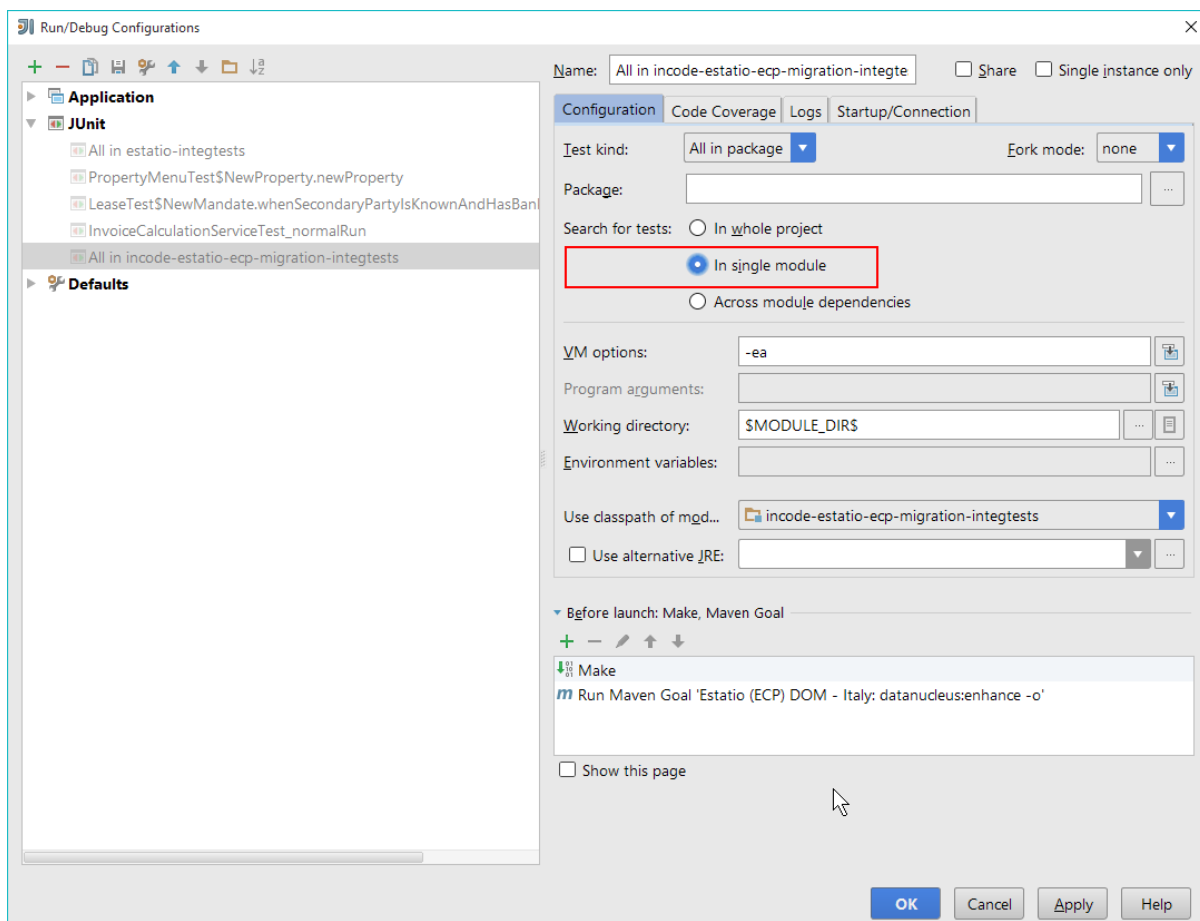 Run/Debug Configurations
Application
JUnit
All in estatio-integtests
PropertyMenuTest$NewProperty.newProperty
LeaseTest$NewMandate.whenSecondaryPartyIsKnownAndHasBanl
InvoiceCalculationServiceTest_normalRun
All in incode-estatio-ecp-migration-integtests
Defaults
Name: All in incode-estatio-ecp-migration-integte Share Single instance only
Configuration Code Coverage Logs Startup/Connection
Test kind: All in package Fork mode: none
Package: ...
Search for tests: In whole project
In single module
Across module dependencies
VM options: -ea
Program arguments:
Working directory: $MODULE_DIR$ ...
Environment variables: ...
Use classpath of mod... incode-estatio-ecp-migration-integtests
Use alternative JRE: ...
Before launch: Make, Maven Goal
Make
m Run Maven Goal 'Estatio (ECP) DOM - Italy: datanucleus:enhance -o'
Show this page
OK Cancel Apply Help